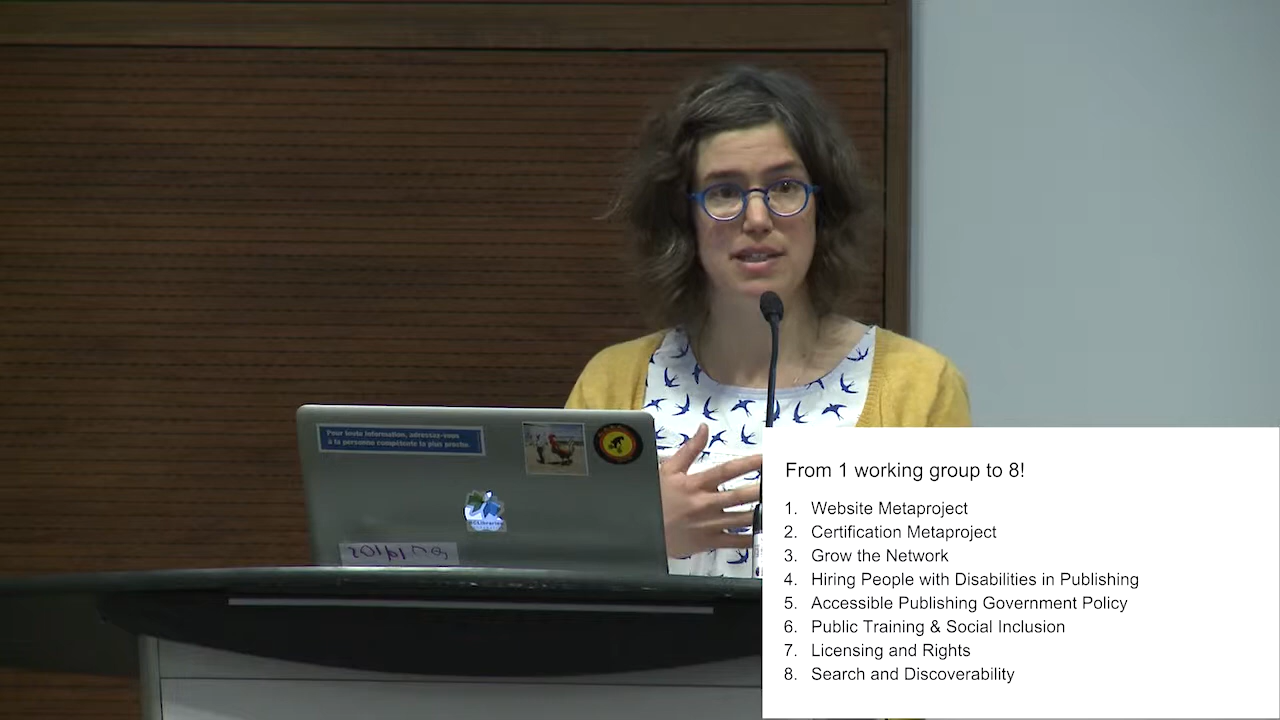 Pour toute information, adressez-vous
à la personne compétente la plus proche.
From 1 working group to 8!
1. Website Metaproject
2. Certification Metaproject
3. Grow the Network
4. Hiring People with Disabilities in Publishing
5. Accessible Publishing Government Policy
6. Public Training & Social Inclusion
7. Licensing and Rights
8. Search and Discoverability